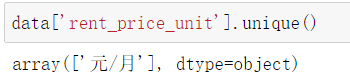 data['rent_price_unit'].unique()
array(['元/月'], dtype=object)